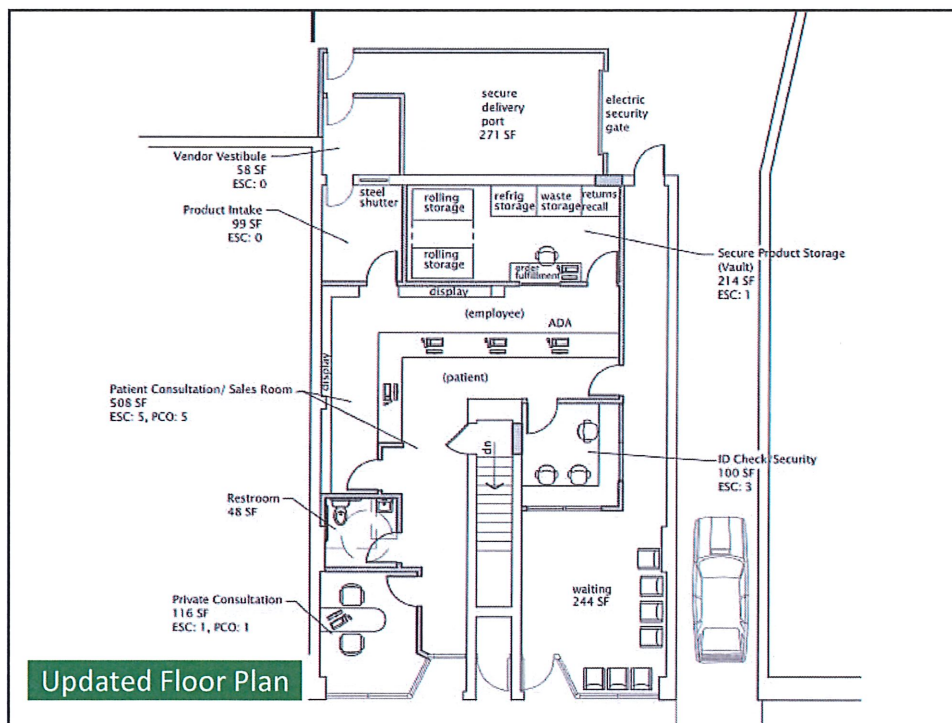 secure
delivery
port
271 SF
electric
security
gate
Vendor Vestibule
58 SF
ESC: 0
steel
shutter
rolling
storage
refrig
storage
waste
storage
returns
recall
Product Intake
99 SF
ESC: 0
rolling
storage
order
fulfillment
Secure Product Storage
(Vault)
214 SF
ESC: 1
display
(employee)
ADA
display
(patient)
Patient Consultation/ Sales Room
508 SF
ESC: 5, PCO: 5
dn
ID Check/Security
100 SF
ESC: 3
Restroom
48 SF
waiting
244 SF
Private Consultation
116 SF
ESC: 1, PCO: 1
Updated Floor Plan